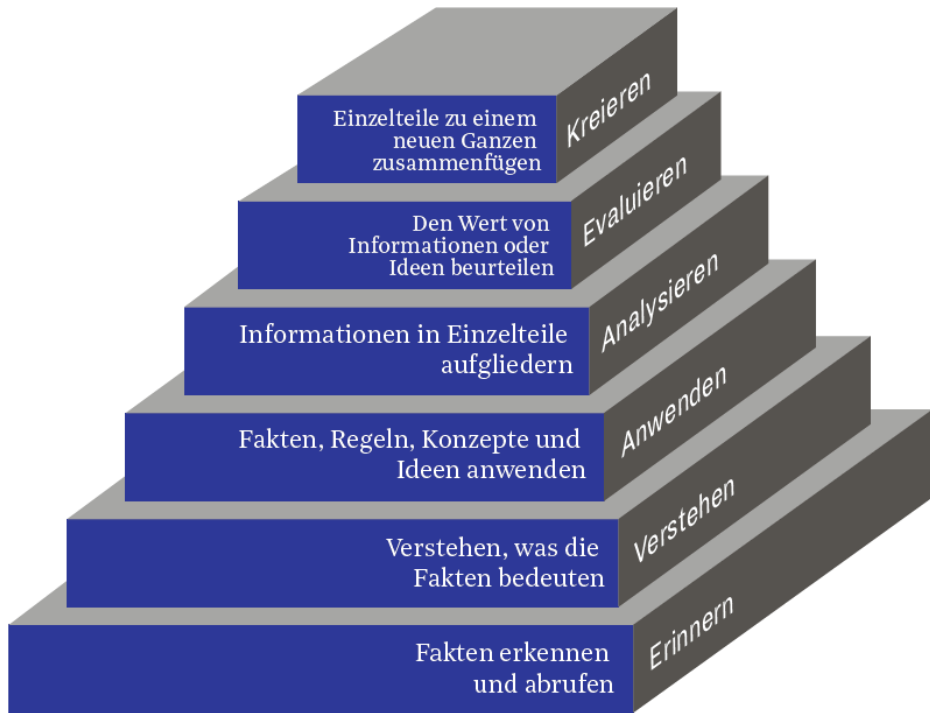 Einzelteile zu einem
neuen Ganzen
zusammenfügen
Kreieren
Den Wert von
Informationen oder
Ideen beurteilen
Evaluieren
Informationen in Einzelteile
aufgliedern
Analysieren
Fakten, Regeln, Konzepte und
Ideen anwenden
Anwenden
Verstehen, was die
Fakten bedeuten
Verstehen
Fakten erkennen
und abrufen
Erinnern